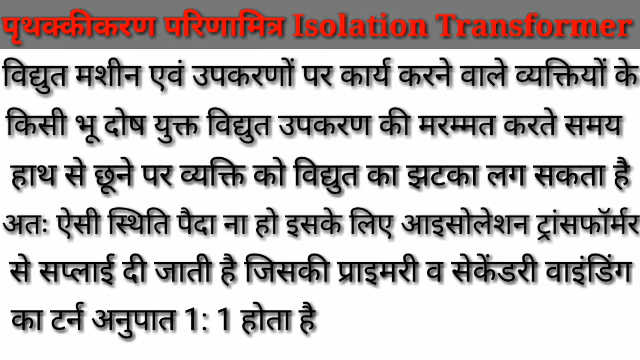 पृथक्कीकरण परिणामित्र Isolation Transformer
विद्युत मशीन एवं उपकरणों पर कार्य करने वाले व्यक्तियों के
किसी भू दोष युक्त विद्युत उपकरण की मरम्मत करते समय
हाथ से छूने पर व्यक्ति को विद्युत का झटका लग सकता है
अतः ऐसी स्थिति पैदा ना हो इसके लिए आइसोलेशन ट्रांसफॉर्मर
से सप्लाई दी जाती है जिसकी प्राइमरी व सेकेंडरी वाइंडिंग
का टर्न अनुपात 1: 1 होता है